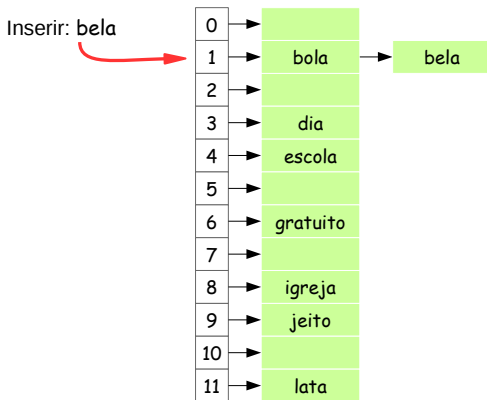 Inserir: bela
0
1 bola bela
2
3 dia
4 escola
5
6 gratuito
7
8 igreja
9 jeito
10
11 lata